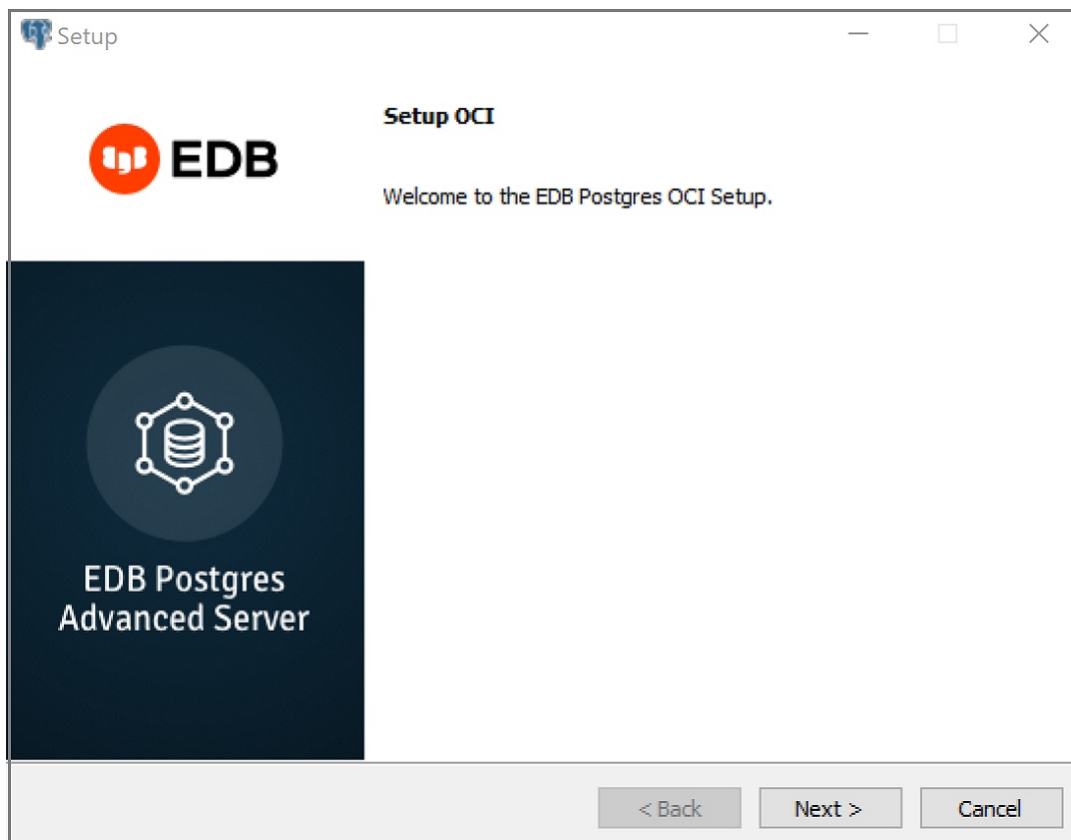 Setup
EDB
Setup OCI
Welcome to the EDB Postgres OCI Setup.
EDB Postgres
Advanced Server
< Back
Next >
Cancel